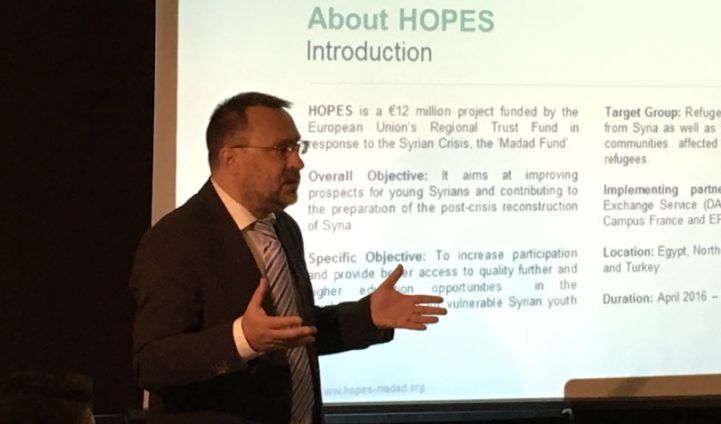 About HOPES
Introduction
HOPES is a €12 million project funded by the
European Union's Regional Trust Fund in
response to the Syrian Crisis, the 'Madad Fund'.
Overall Objective: It aims at improving
prospects for young Syrians and contributing to
the preparation of the post-crisis reconstruction
of Syria
Specific Objective: To increase participation
and provide better access to quality further and
higher education opportunities in the
vulnerable Syrian youth
www.hopes-madad.org
Target Group: Refuge
from Syria as well as
communities affected
refugees.
Implementing partne
Exchange Service (DA
Campus France and EP
Location: Egypt, North
and Turkey.
Duration: April 2016 –